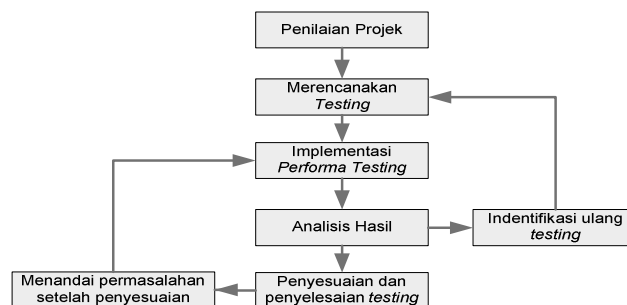 Penilaian Projek
Merencanakan
Testing
Implementasi
Performa Testing
Analisis Hasil
Indentifikasi ulang
testing
Menandai permasalahan
setelah penyesuaian
Penyesuaian dan
penyelesaian testing